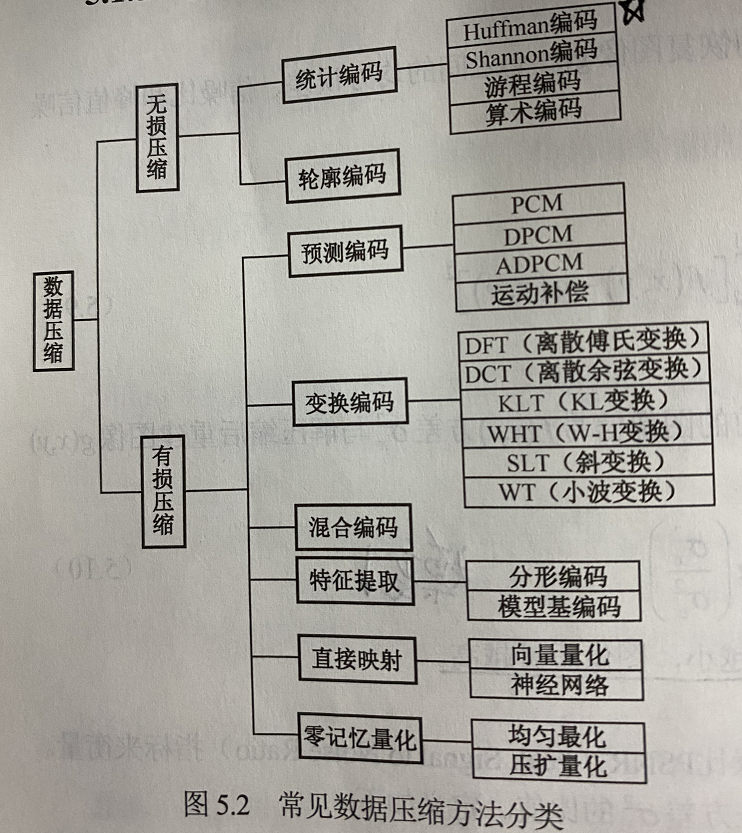 数据压缩
无损压缩
统计编码
Huffman编码
Shannon编码
游程编码
算术编码
轮廓编码
有损压缩
预测编码
PCM
DPCM
ADPCM
运动补偿
变换编码
DFT（离散傅氏变换）
DCT（离散余弦变换）
KLT（KL变换）
WHT（W-H变换）
SLT（斜变换）
WT（小波变换）
混合编码
特征提取
分形编码
模型基编码
直接映射
向量量化
神经网络
零记忆量化
均匀最化
压扩量化
图 5.2 常见数据压缩方法分类